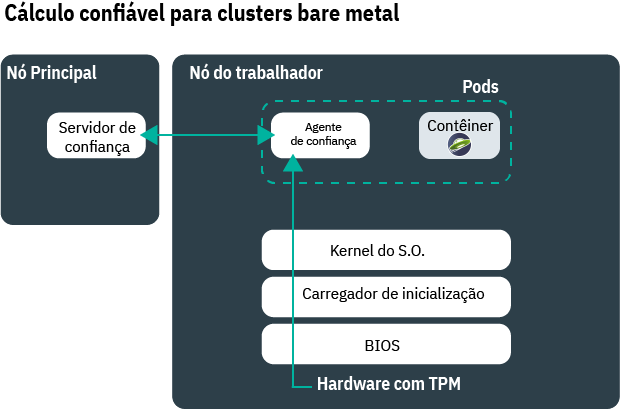 Cálculo confiável para clusters bare metal
Nó Principal
Servidor de
confiança
Nó do trabalhador
Pods
Agente
de confiança
Contêiner
Kernel do S.O.
Carregador de inicialização
BIOS
Hardware com TPM